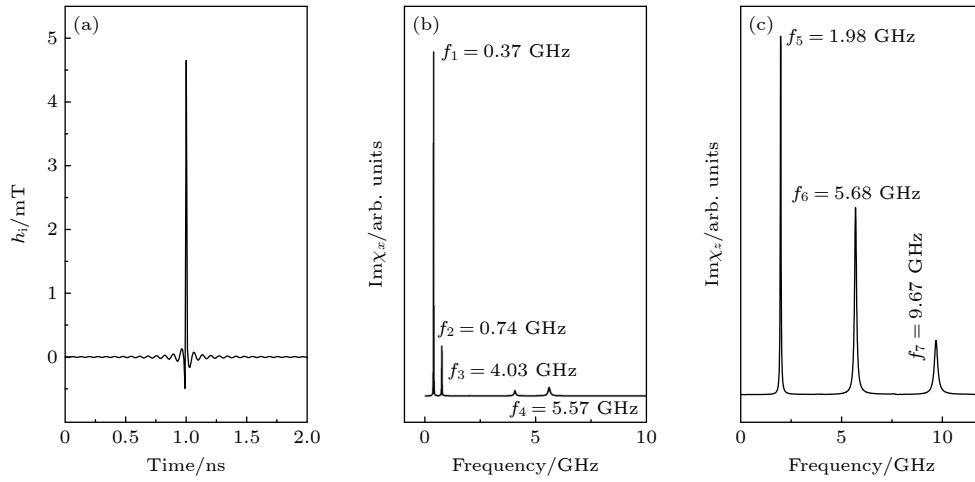 (a)
5
4
3
2
1
0
h_i/mT
0 0.5 1.0 1.5 2.0
Time/ns
(b)
f_1 = 0.37 GHz
f_2 = 0.74 GHz
f_3 = 4.03 GHz
f_4 = 5.57 GHz
Imχ_x/arb. units
0 5 10
Frequency/GHz
(c)
f_5 = 1.98 GHz
f_6 = 5.68 GHz
f_7 = 9.67 GHz
Imχ_z/arb. units
0 5 10
Frequency/GHz